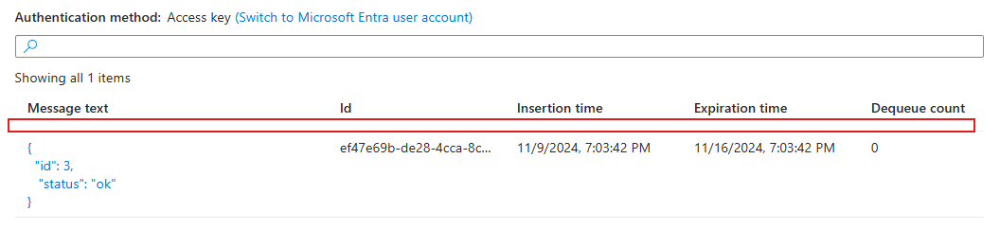 Authentication method: Access key (Switch to Microsoft Entra user account)
Showing all 1 items
Message text Id Insertion time Expiration time Dequeue count
{ ef47e69b-de28-4cca-8c... 11/9/2024, 7:03:42 PM 11/16/2024, 7:03:42 PM 0
"id": 3,
"status": "ok"
}